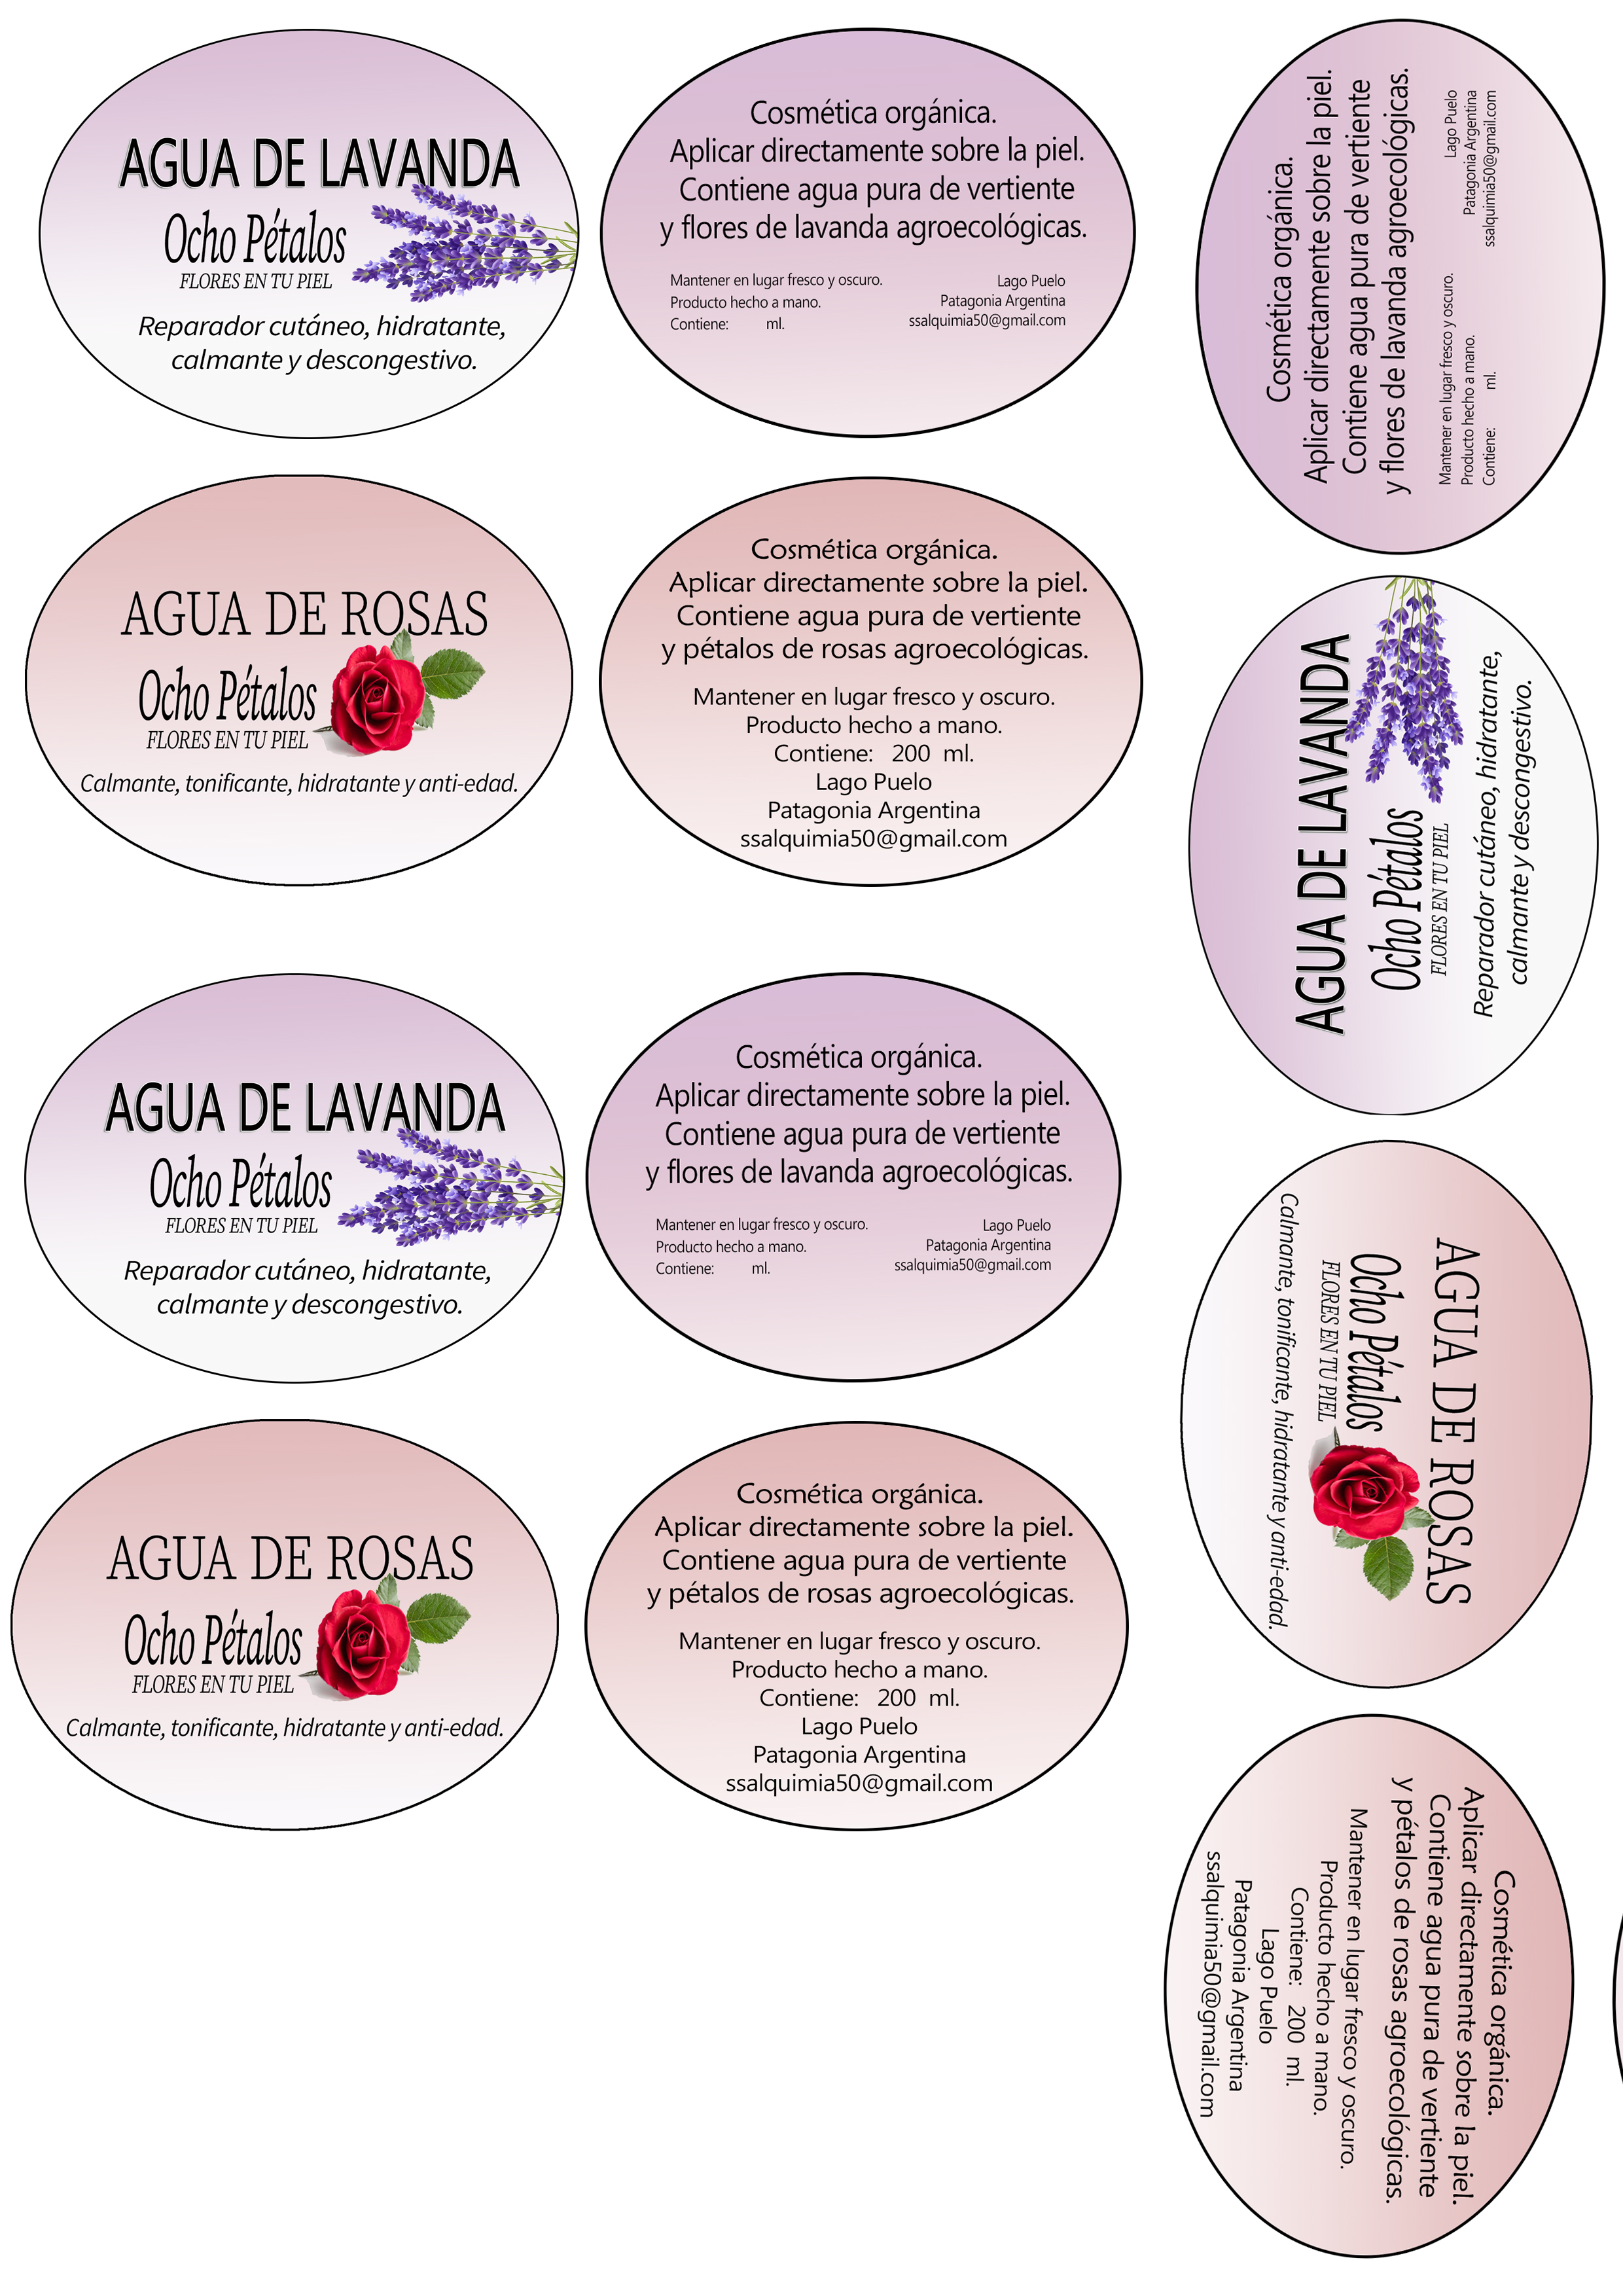 AGUA DE LAVANDA
Ocho Pétalos
FLORES EN TU PIEL
Reparador cutáneo, hidratante,
calmante y descongestivo.
Cosmética orgánica.
Aplicar directamente sobre la piel.
Contiene agua pura de vertiente
y flores de lavanda agroecológicas.
Mantener en lugar fresco y oscuro.
Producto hecho a mano.
Contiene: ml.
Lago Puelo
Patagonia Argentina
ssalquimia50@gmail.com
Cosmética orgánica.
Aplicar directamente sobre la piel.
Contiene agua pura de vertiente
y flores de lavanda agroecológicas.
Mantener en lugar fresco y oscuro.
Producto hecho a mano.
Contiene: ml.
Lago Puelo
Patagonia Argentina
ssalquimia50@gmail.com
AGUA DE ROSAS
Ocho Pétalos
FLORES EN TU PIEL
Calmante, tonificante, hidratante y anti-edad.
Cosmética orgánica.
Aplicar directamente sobre la piel.
Contiene agua pura de vertiente
y pétalos de rosas agroecológicas.
Mantener en lugar fresco y oscuro.
Producto hecho a mano.
Contiene: 200 ml.
Lago Puelo
Patagonia Argentina
ssalquimia50@gmail.com
AGUA DE LAVANDA
Ocho Pétalos
FLORES EN TU PIEL
Reparador cutáneo, hidratante,
calmante y descongestivo.
AGUA DE LAVANDA
Ocho Pétalos
FLORES EN TU PIEL
Reparador cutáneo, hidratante,
calmante y descongestivo.
Cosmética orgánica.
Aplicar directamente sobre la piel.
Contiene agua pura de vertiente
y flores de lavanda agroecológicas.
Mantener en lugar fresco y oscuro.
Producto hecho a mano.
Contiene: ml.
Lago Puelo
Patagonia Argentina
ssalquimia50@gmail.com
AGUA DE ROSAS
Ocho Pétalos
FLORES EN TU PIEL
Calmante, tonificante, hidratante y anti-edad.
AGUA DE ROSAS
Ocho Pétalos
FLORES EN TU PIEL
Calmante, tonificante, hidratante y anti-edad.
Cosmética orgánica.
Aplicar directamente sobre la piel.
Contiene agua pura de vertiente
y pétalos de rosas agroecológicas.
Mantener en lugar fresco y oscuro.
Producto hecho a mano.
Contiene: 200 ml.
Lago Puelo
Patagonia Argentina
ssalquimia50@gmail.com
Cosmética orgánica.
Aplicar directamente sobre la piel.
Contiene agua pura de vertiente
y pétalos de rosas agroecológicas.
Mantener en lugar fresco y oscuro.
Producto hecho a mano.
Contiene: 200 ml.
Lago Puelo
Patagonia Argentina
ssalquimia50@gmail.com